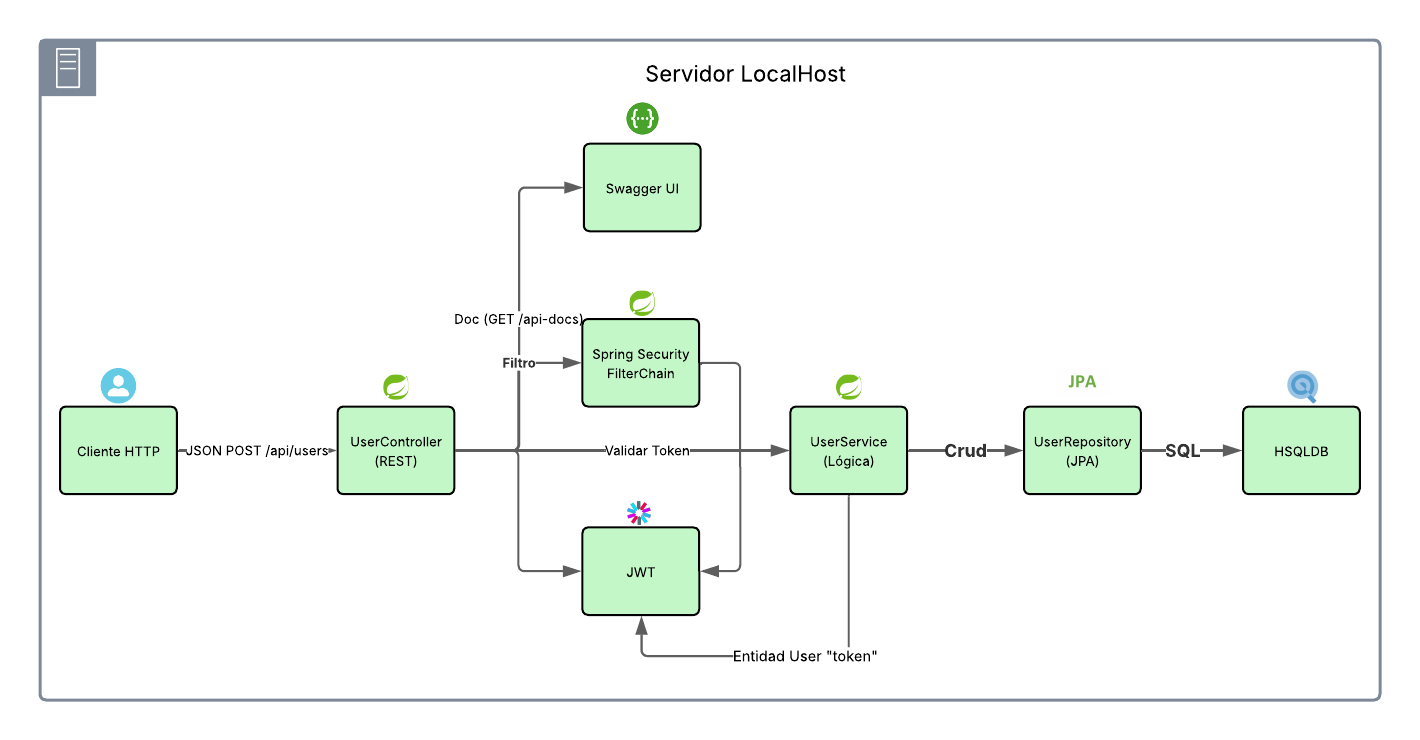 Servidor LocalHost
{...}
Swagger UI
Doc (GET /api-docs)
Spring Security
FilterChain
Filtro
Cliente HTTP
JSON POST /api/users
UserController
(REST)
Validar Token
UserService
(Lógica)
Crud
JPA
UserRepository
(JPA)
SQL
HSQLDB
JWT
Entidad User "token"